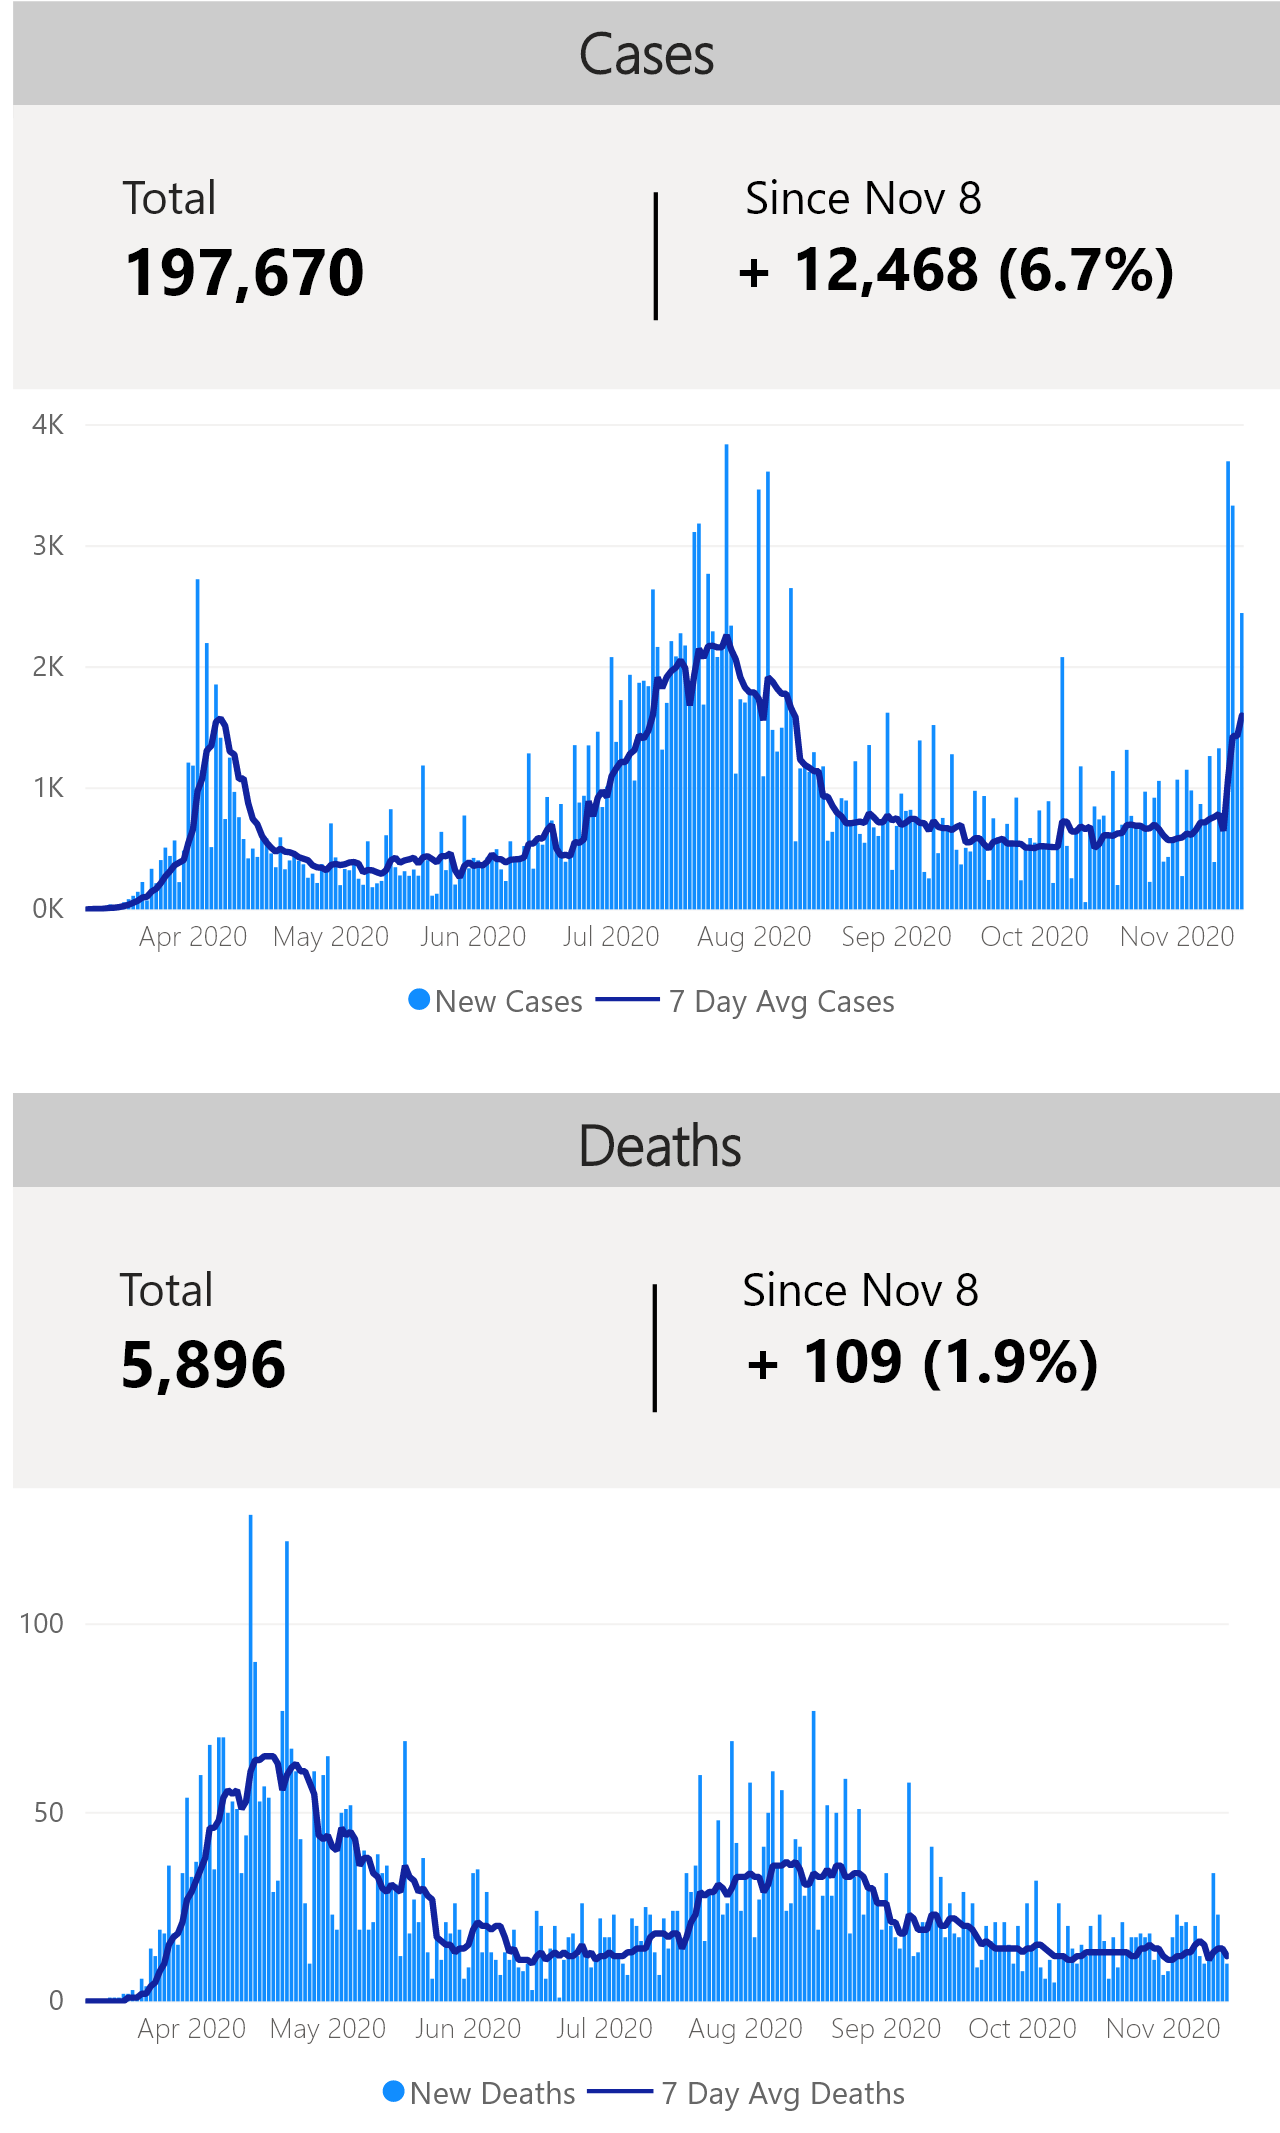 Cases
Total
Since Nov 8
197,670
+ 12,468 (6.7%)
4K
3K
2K
1K
0K
Apr 2020 May 2020 Jun 2020 Jul 2020 Aug 2020 Sep 2020 Oct 2020 Nov 2020
New Cases 7 Day Avg Cases
Deaths
Total
Since Nov 8
5,896
+ 109 (1.9%)
100
50
0
Apr 2020 May 2020 Jun 2020 Jul 2020 Aug 2020 Sep 2020 Oct 2020 Nov 2020
New Deaths 7 Day Avg Deaths